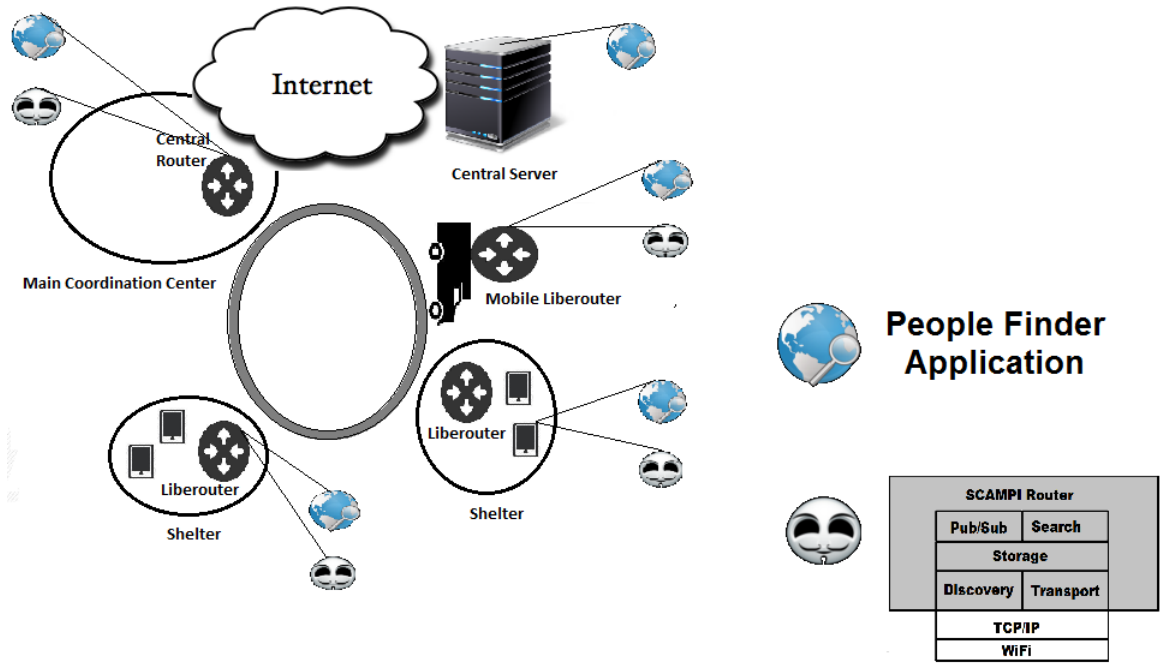 Internet
Central
Router
Central Server
Main Coordination Center
Mobile Liberouter
People Finder
Application
Liberouter
Liberouter
Shelter
Shelter
SCAMPI Router
Pub/Sub
Search
Storage
DIscovery
Transport
TCP/IP
WiFi